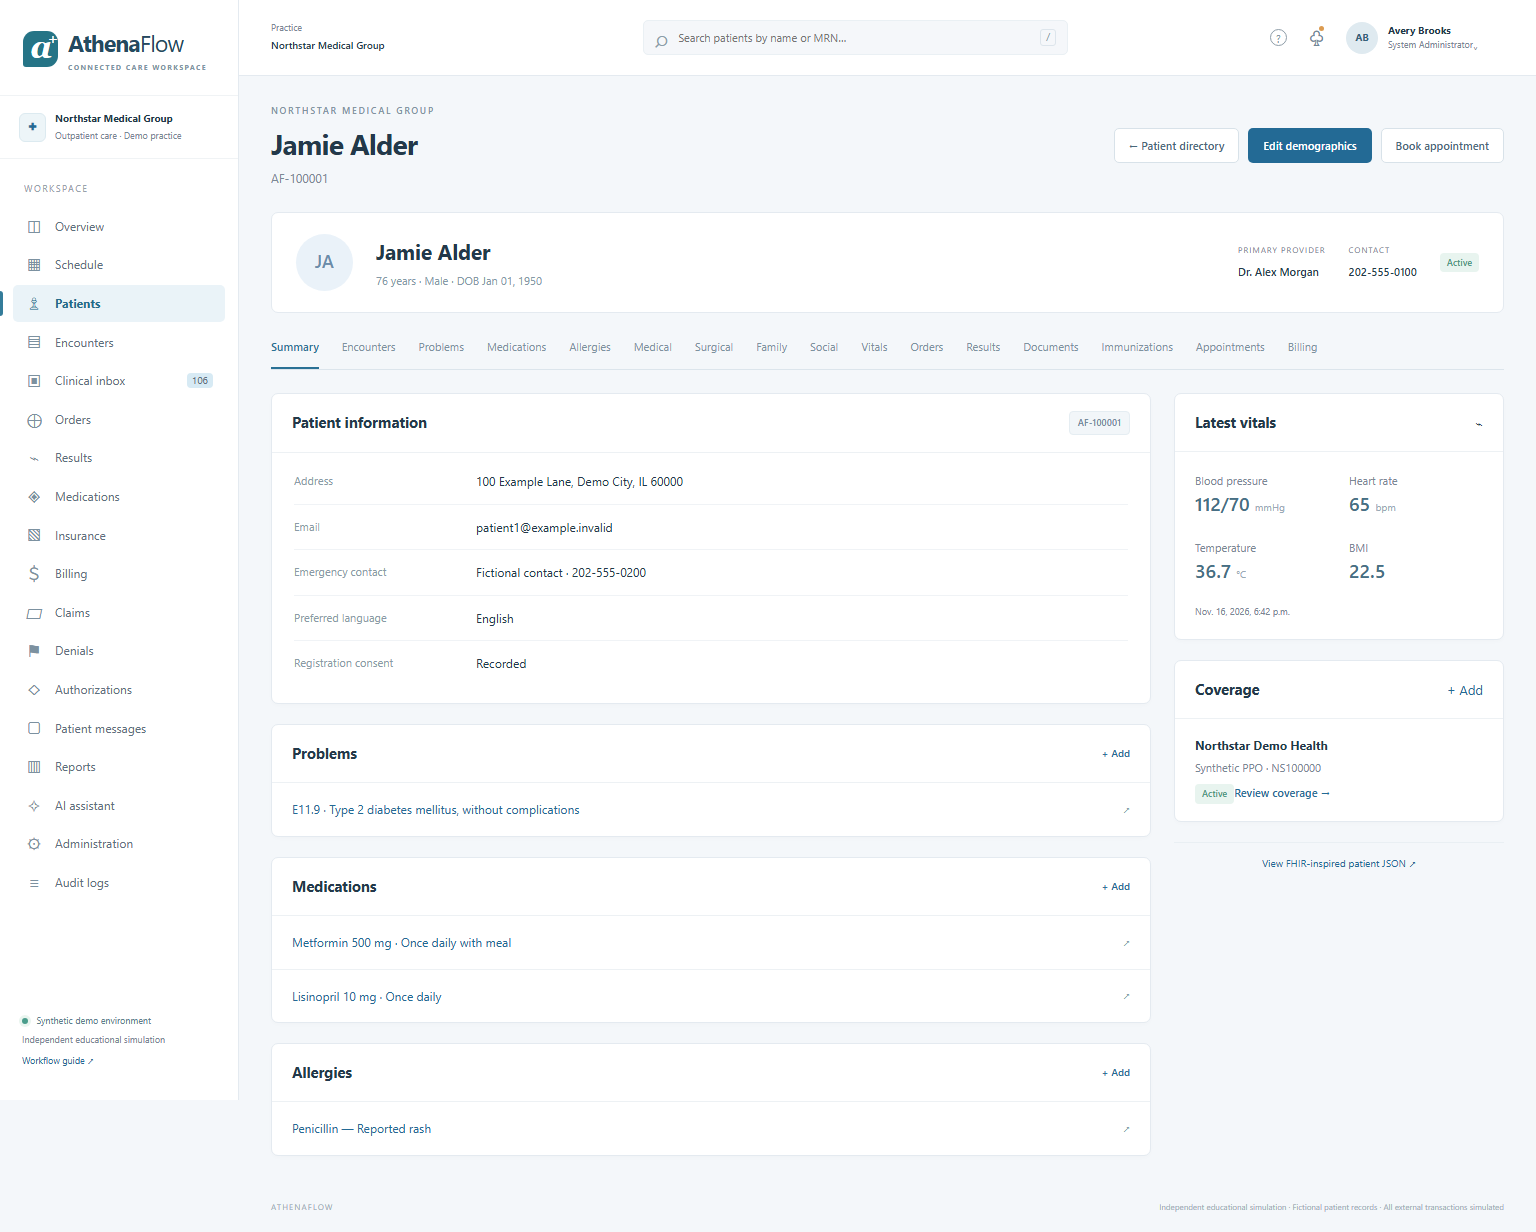 AthenaFlow
CONNECTED CARE WORKSPACE
Northstar Medical Group
Outpatient care · Demo practice
WORKSPACE
Overview
Schedule
Patients
Encounters
Clinical inbox 106
Orders
Results
Medications
Insurance
Billing
Claims
Denials
Authorizations
Patient messages
Reports
AI assistant
Administration
Audit logs
Synthetic demo environment
Independent educational simulation
Workflow guide ↗
Practice
Northstar Medical Group
Search patients by name or MRN... /
?
AB
Avery Brooks
System Administrator
NORTHSTAR MEDICAL GROUP
Jamie Alder
AF-100001
← Patient directory
Edit demographics
Book appointment
JA
Jamie Alder
76 years · Male · DOB Jan 01, 1950
PRIMARY PROVIDER
Dr. Alex Morgan
CONTACT
202-555-0100
Active
Summary Encounters Problems Medications Allergies Medical Surgical Family Social Vitals Orders Results Documents Immunizations Appointments Billing
Patient information AF-100001
Address 100 Example Lane, Demo City, IL 60000
Email patient1@example.invalid
Emergency contact Fictional contact · 202-555-0200
Preferred language English
Registration consent Recorded
Problems + Add
E11.9 · Type 2 diabetes mellitus, without complications ↗
Medications + Add
Metformin 500 mg · Once daily with meal ↗
Lisinopril 10 mg · Once daily ↗
Allergies + Add
Penicillin — Reported rash ↗
Latest vitals
Blood pressure
112/70 mmHg
Heart rate
65 bpm
Temperature
36.7 °C
BMI
22.5
Nov. 16, 2026, 6:42 p.m.
Coverage + Add
Northstar Demo Health
Synthetic PPO · NS100000
Active Review coverage →
View FHIR-inspired patient JSON ↗
ATHENAFLOW
Independent educational simulation · Fictional patient records · All external transactions simulated